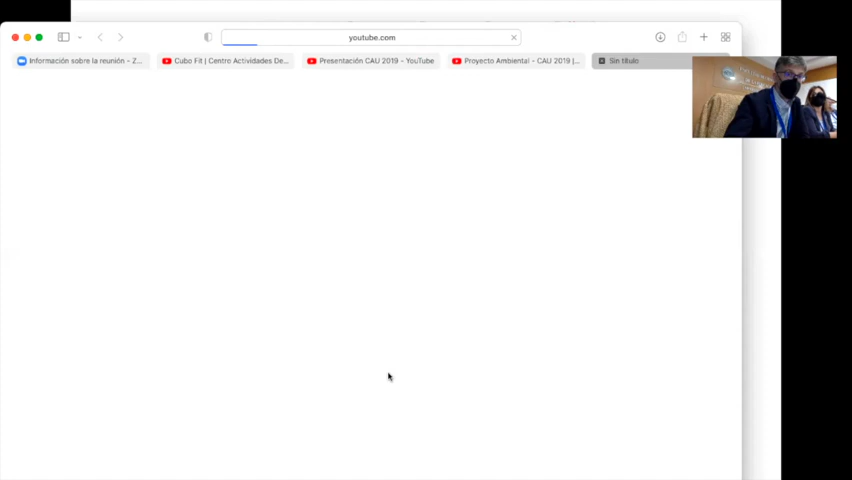 youtube.com
Información sobre la reunión - Z...
Cubo Fit | Centro Actividades De...
Presentación CAU 2019 - YouTube
Proyecto Ambiental - CAU 2019 |...
Sin título